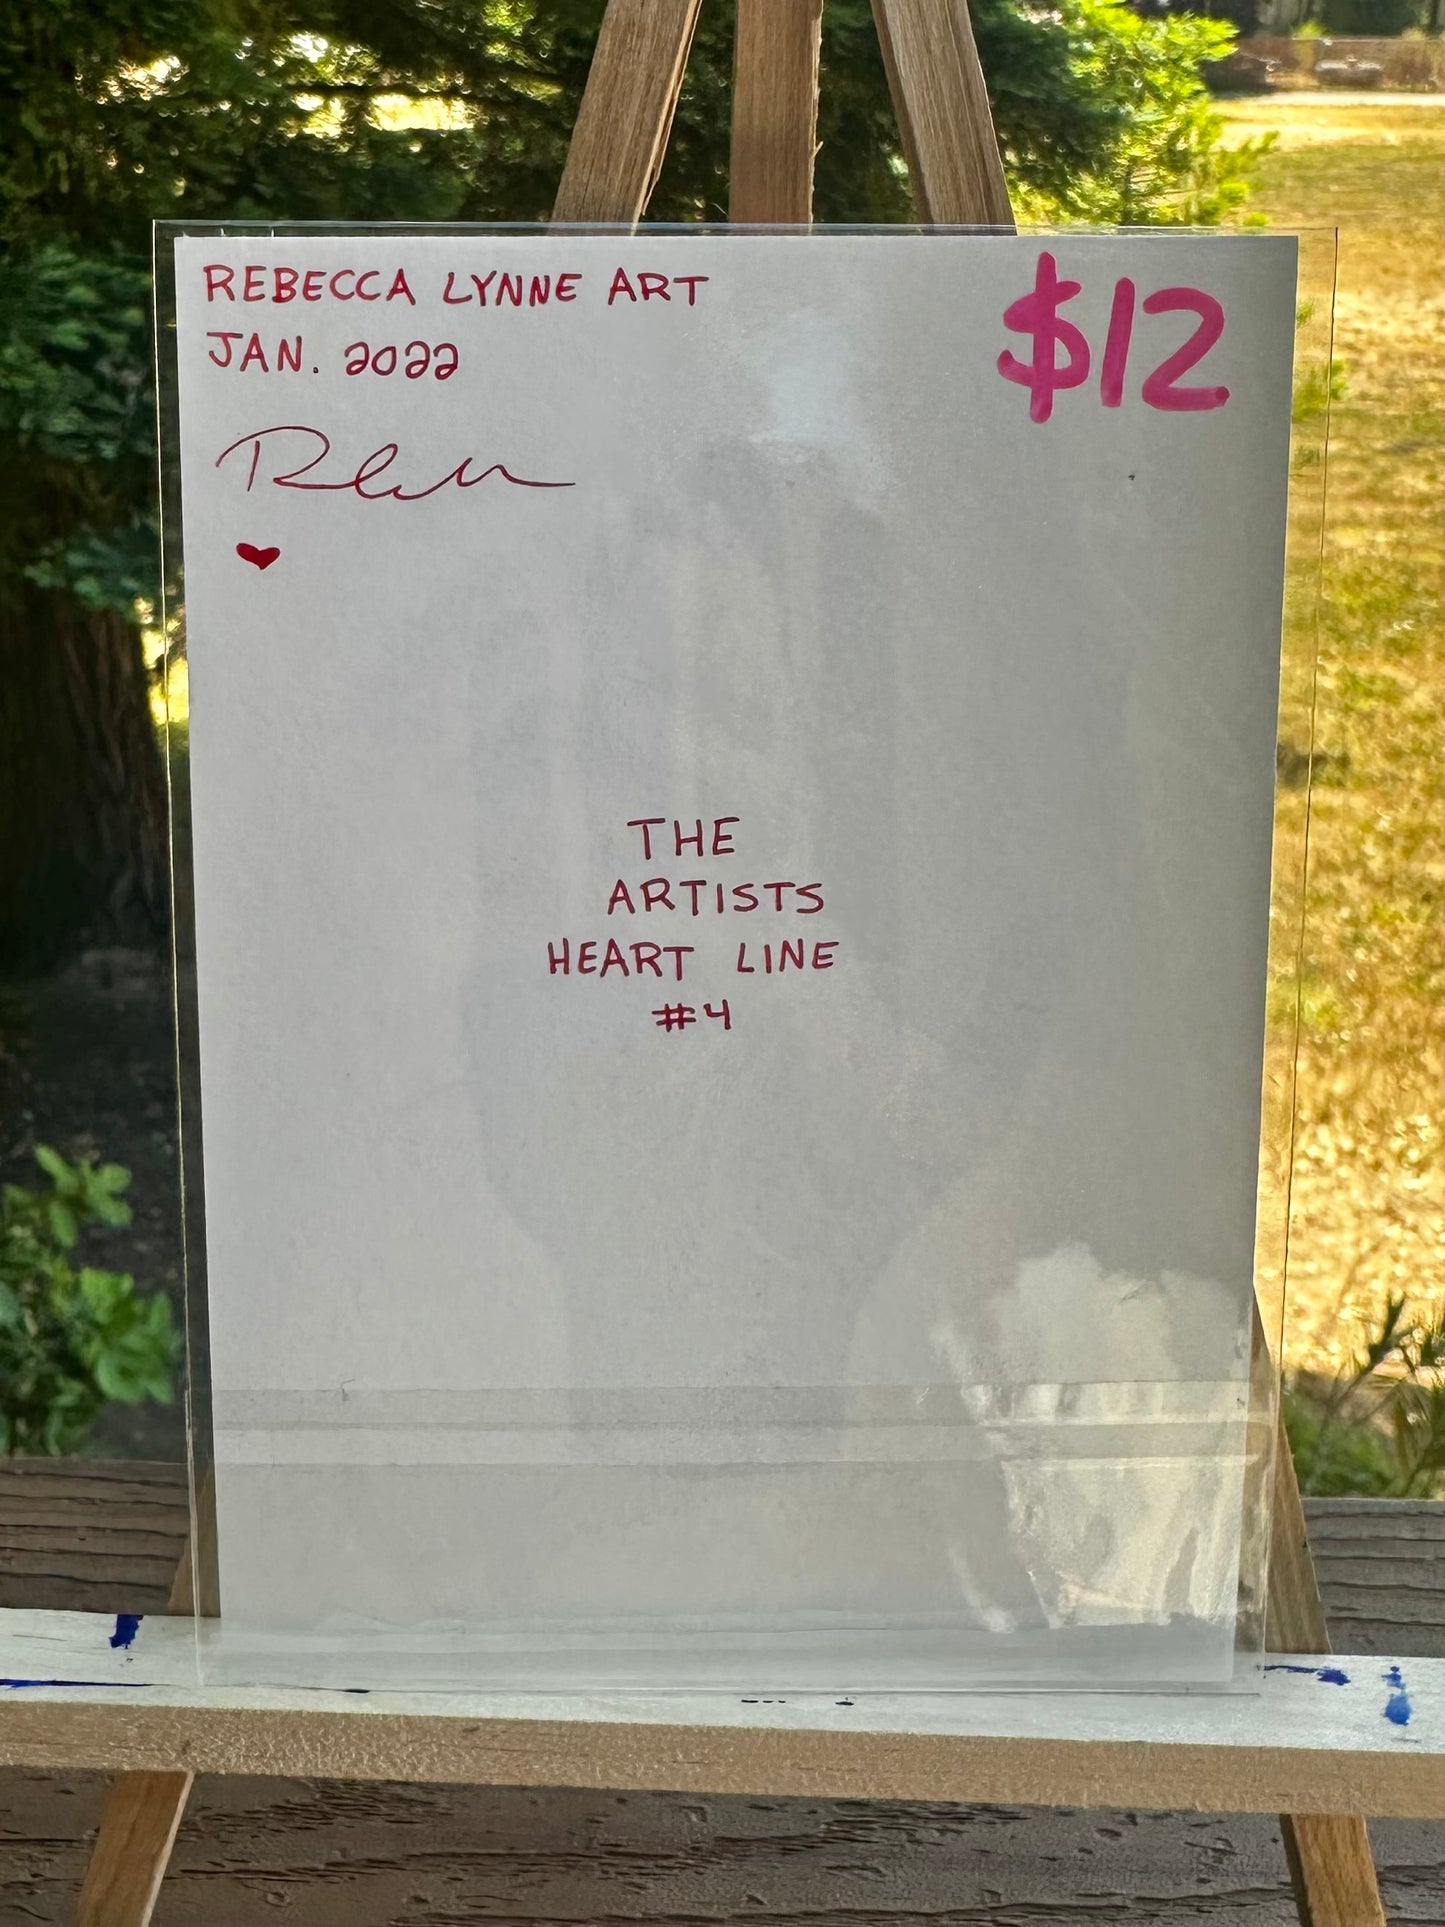 REBECCA LYNNE ART
$12
JAN. 2022
THE
ARTISTS
HEART LINE
#4